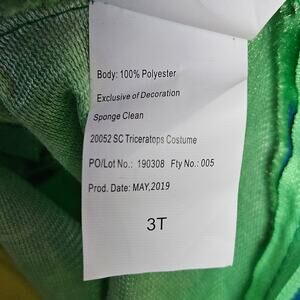 Body: 100% Polyester
Exclusive of Decoration
Sponge Clean
20052 SC Triceratops Costume
PO/Lot No.: 190308 Fty No.: 005
Prod. Date: MAY,2019
3T